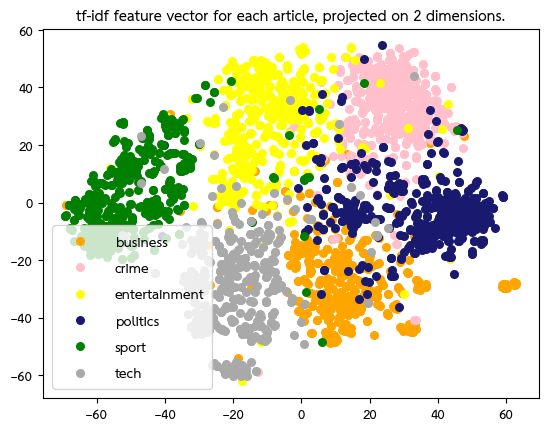 tf-idf feature vector for each article, projected on 2 dimensions.
60
40
20
0
−20
−40
−60
business
crime
entertainment
politics
sport
tech
−60 −40 −20 0 20 40 60